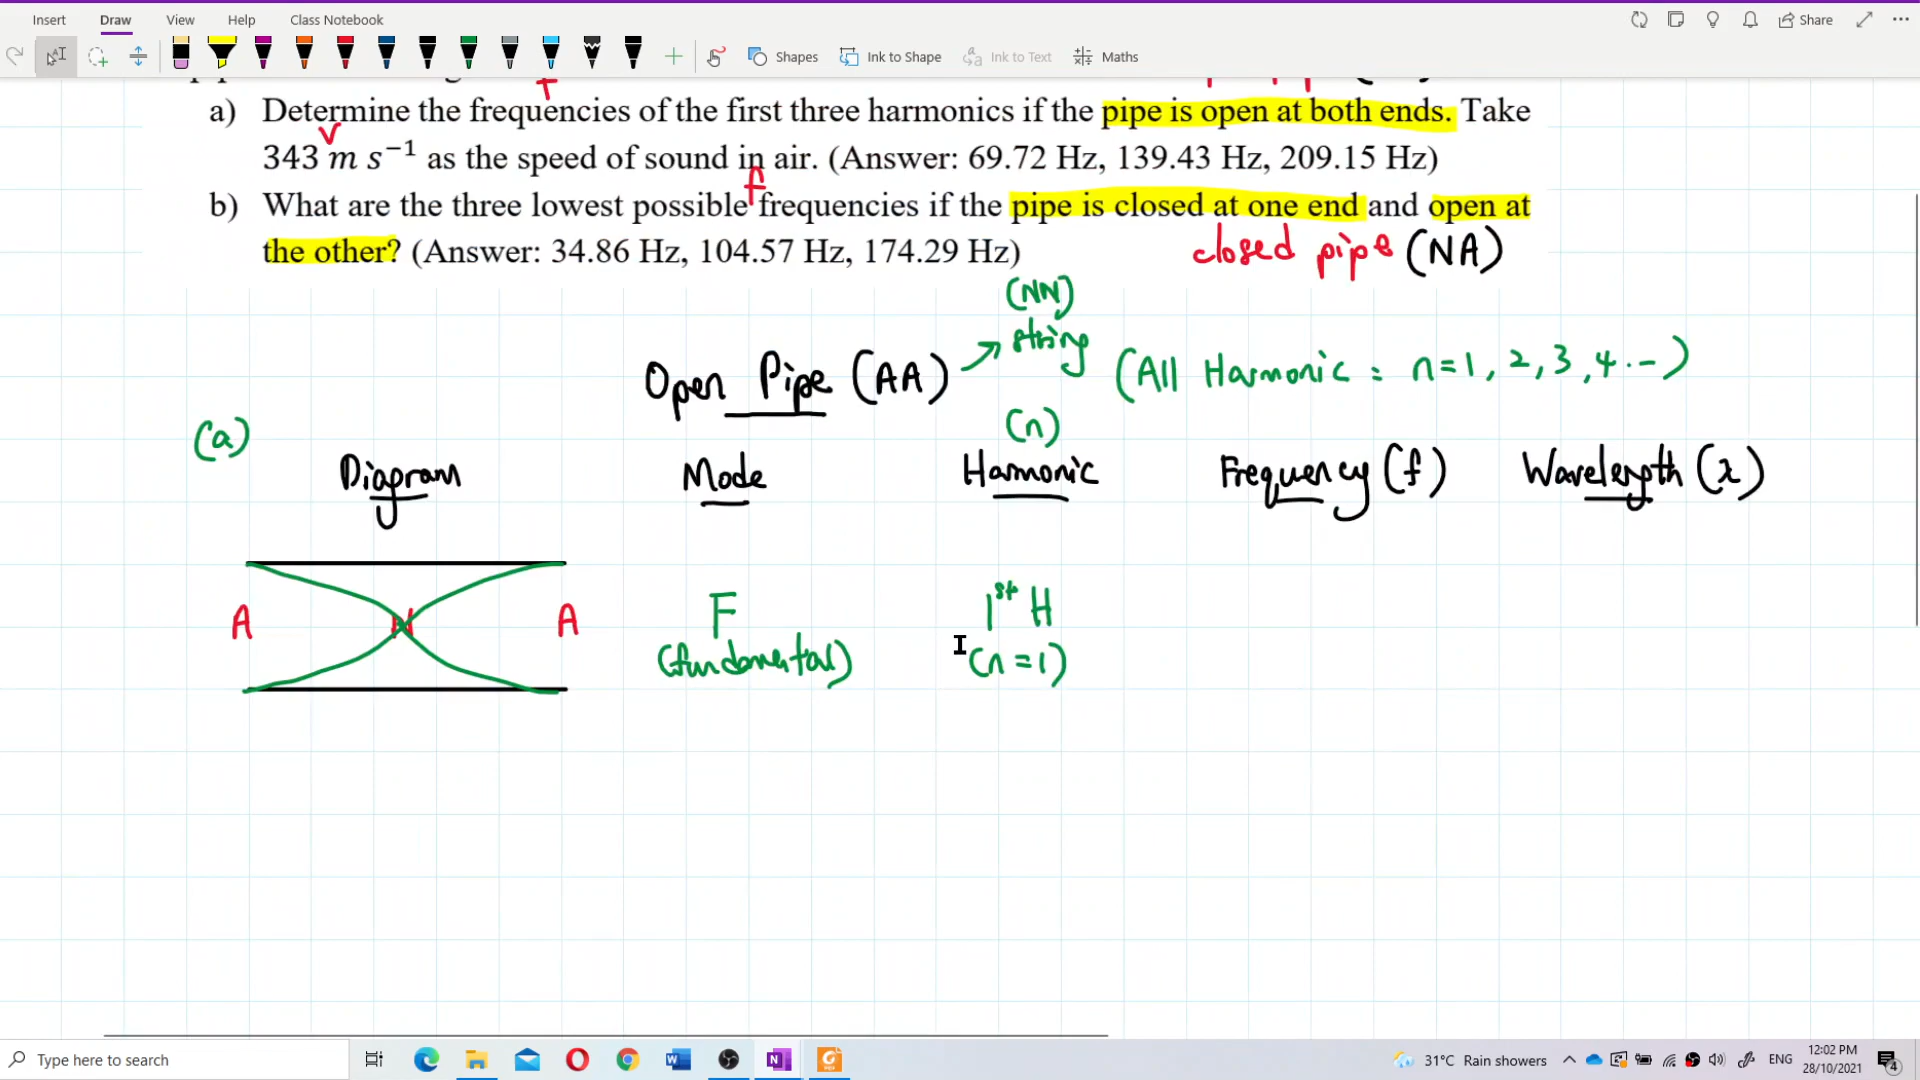 Insert Draw View Help Class Notebook Share
Shapes Ink to Shape Ink to Text Maths
a) Determine the frequencies of the first three harmonics if the pipe is open at both ends. Take
v
343 m s⁻¹ as the speed of sound in air. (Answer: 69.72 Hz, 139.43 Hz, 209.15 Hz)
f
b) What are the three lowest possible frequencies if the pipe is closed at one end and open at
the other? (Answer: 34.86 Hz, 104.57 Hz, 174.29 Hz) closed pipe (NA)
(NN)
string
Open Pipe (AA) (All Harmonic : n=1, 2, 3, 4 ..)
(n)
(a)
Diagram Mode Harmonic Frequency (f) Wavelength (λ)
A N A F 1st H
(fundamental) (n=1)
Type here to search 31°C Rain showers ENG 12:02 PM
28/10/2021 4